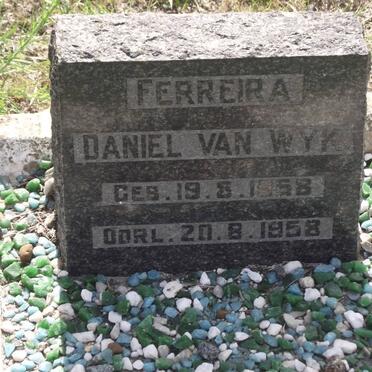 FERREIRA
DANIEL VAN WYK
GEB. 19.8.1958
OORL. 20.8.1958